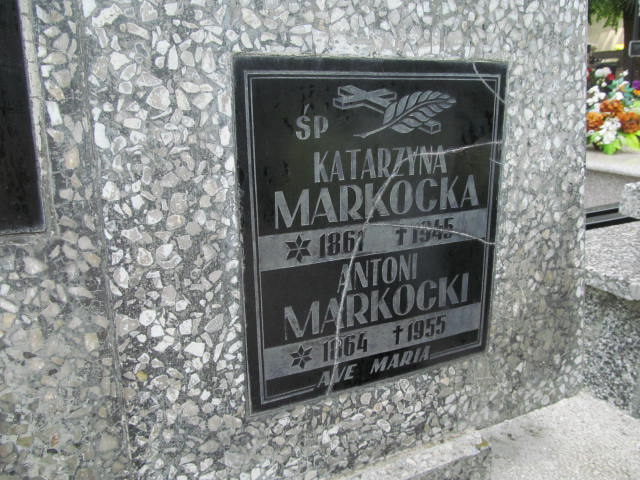 ŚP
KATARZYNA
MARKOCKA
1861 †1945
ANTONI
MARKOCKI
1864 †1955
AVE MARIA